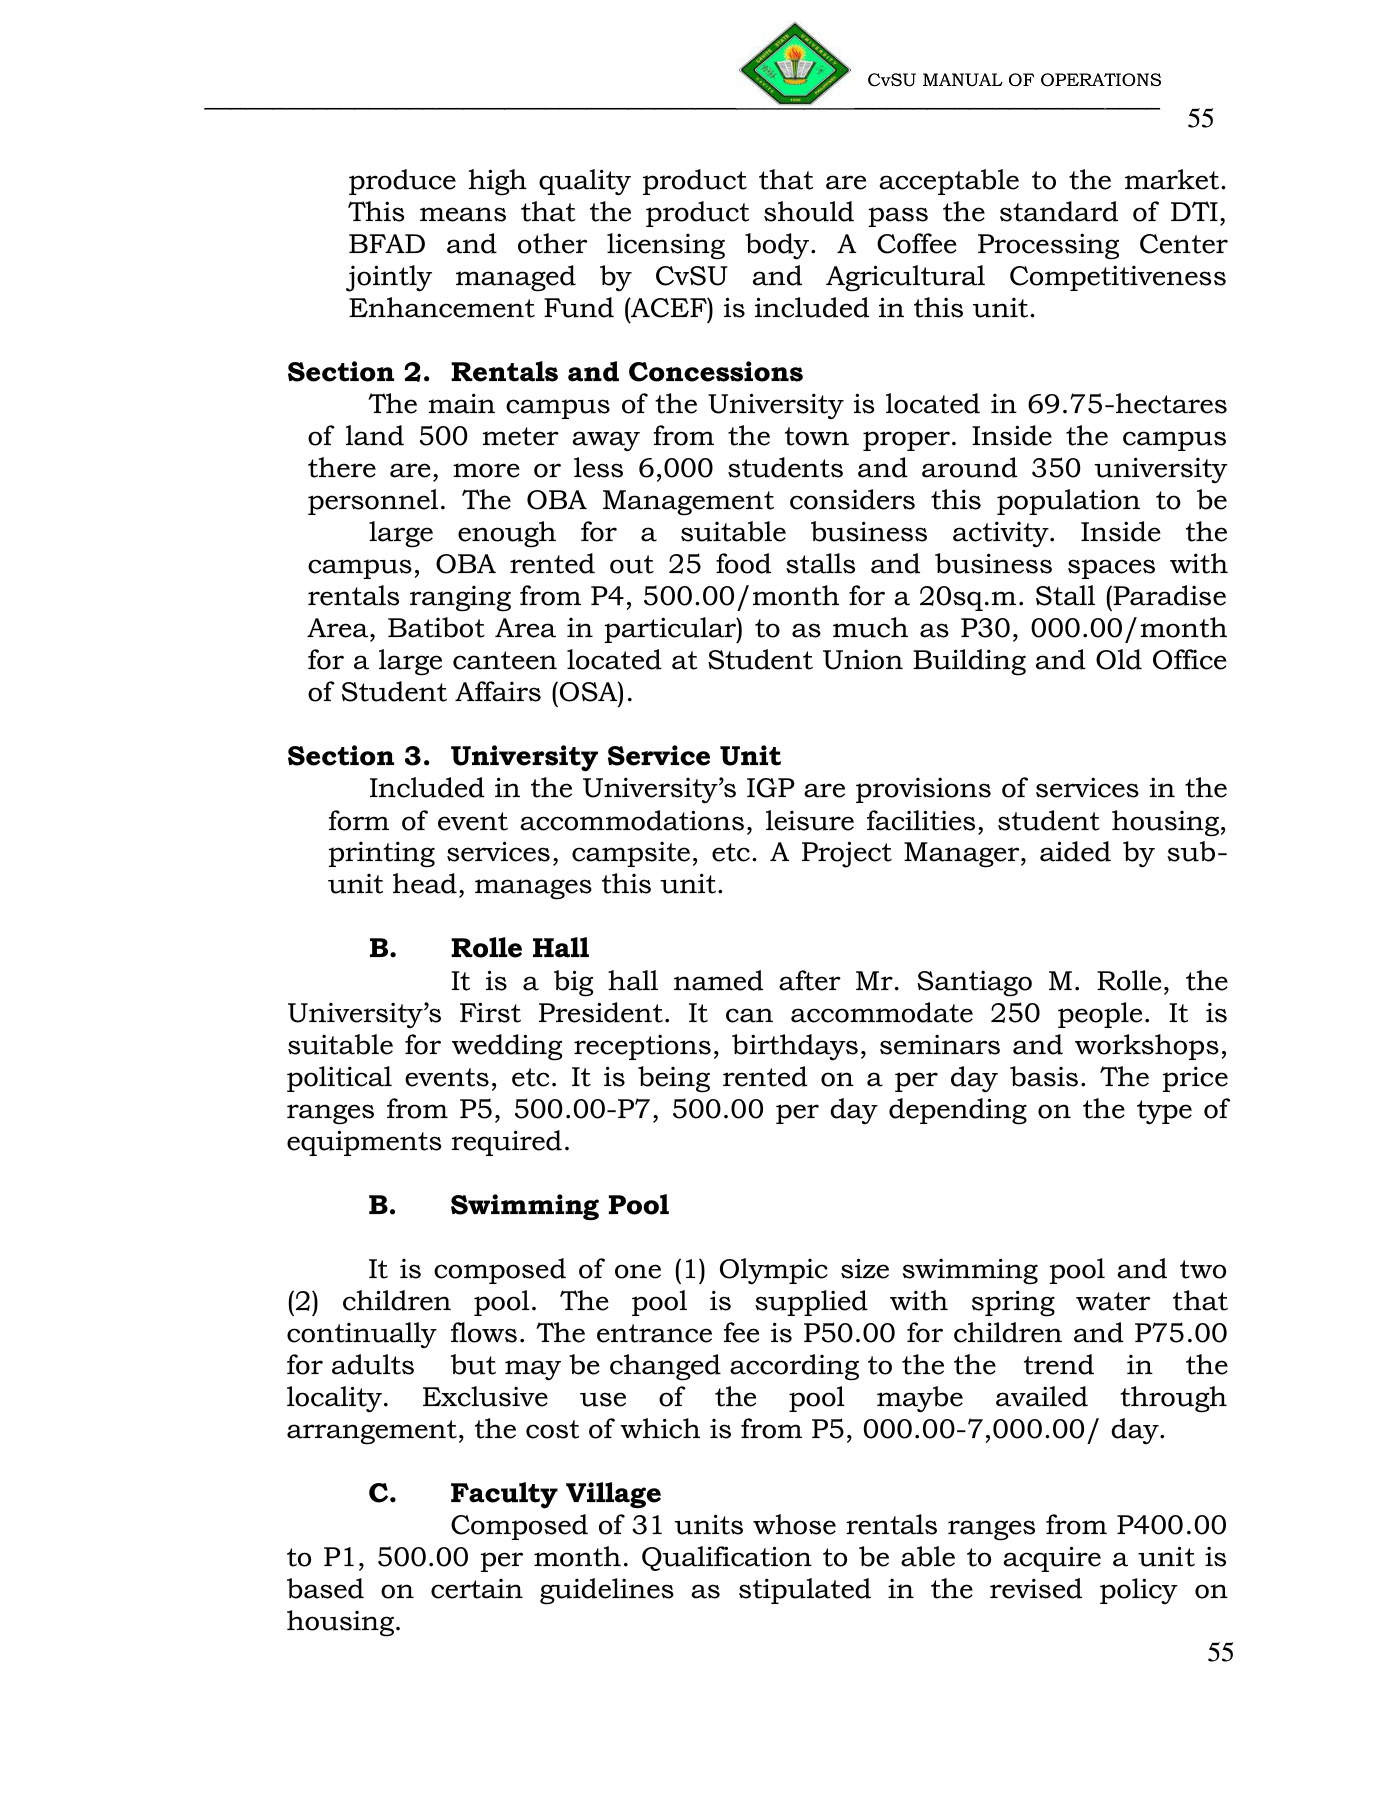 CvSU MANUAL OF OPERATIONS
55
produce high quality product that are acceptable to the market.
This means that the product should pass the standard of DTI,
BFAD and other licensing body. A Coffee Processing Center
jointly managed by CvSU and Agricultural Competitiveness
Enhancement Fund (ACEF) is included in this unit.
Section 2. Rentals and Concessions
The main campus of the University is located in 69.75-hectares
of land 500 meter away from the town proper. Inside the campus
there are, more or less 6,000 students and around 350 university
personnel. The OBA Management considers this population to be
large enough for a suitable business activity. Inside the
campus, OBA rented out 25 food stalls and business spaces with
rentals ranging from P4, 500.00/month for a 20sq.m. Stall (Paradise
Area, Batibot Area in particular) to as much as P30, 000.00/month
for a large canteen located at Student Union Building and Old Office
of Student Affairs (OSA).
Section 3. University Service Unit
Included in the University’s IGP are provisions of services in the
form of event accommodations, leisure facilities, student housing,
printing services, campsite, etc. A Project Manager, aided by sub-
unit head, manages this unit.
B. Rolle Hall
It is a big hall named after Mr. Santiago M. Rolle, the
University’s First President. It can accommodate 250 people. It is
suitable for wedding receptions, birthdays, seminars and workshops,
political events, etc. It is being rented on a per day basis. The price
ranges from P5, 500.00-P7, 500.00 per day depending on the type of
equipments required.
B. Swimming Pool
It is composed of one (1) Olympic size swimming pool and two
(2) children pool. The pool is supplied with spring water that
continually flows. The entrance fee is P50.00 for children and P75.00
for adults but may be changed according to the the trend in the
locality. Exclusive use of the pool maybe availed through
arrangement, the cost of which is from P5, 000.00-7,000.00/ day.
C. Faculty Village
Composed of 31 units whose rentals ranges from P400.00
to P1, 500.00 per month. Qualification to be able to acquire a unit is
based on certain guidelines as stipulated in the revised policy on
housing.
55